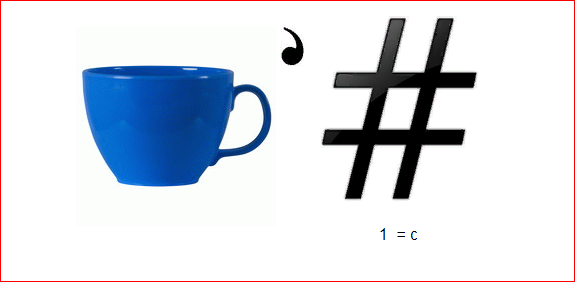 , #
1 = c